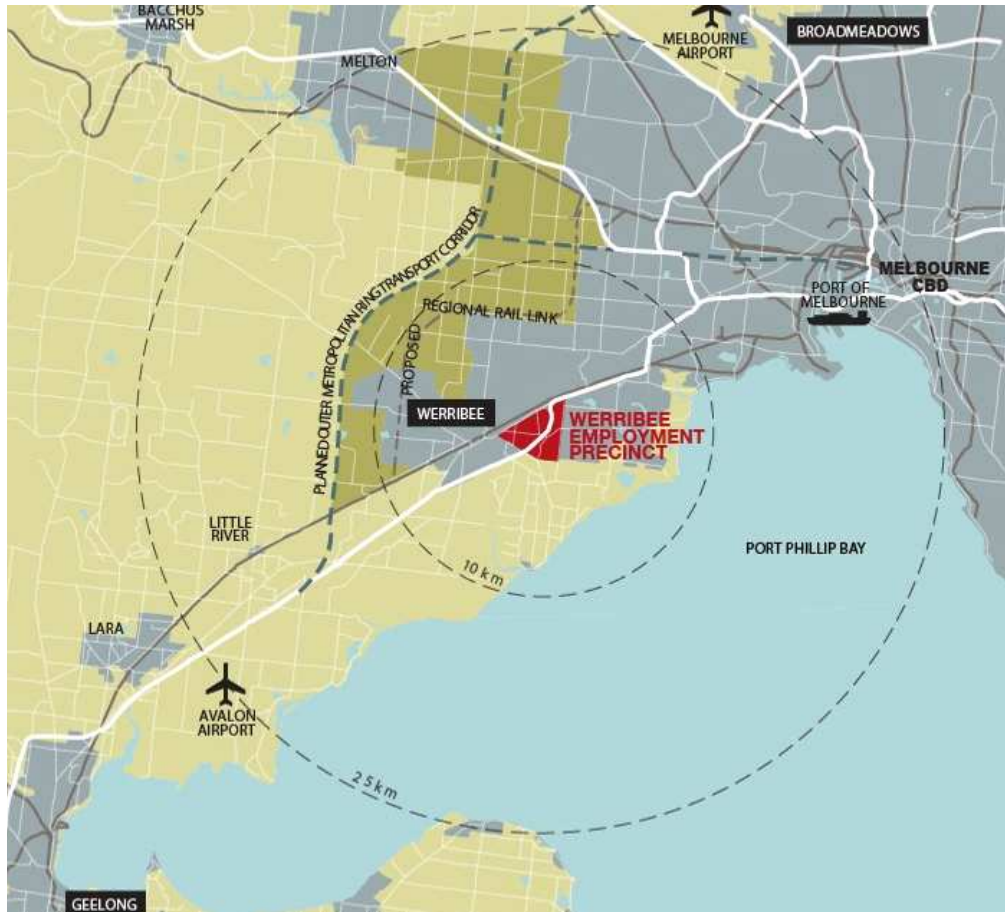 BACCHUS
MARSH
MELBOURNE
AIRPORT
BROADMEADOWS
MELTON
PLANNED OUTER METROPOLITAN RING TRANSPORT CORRIDOR
MELBOURNE
CBD
PORT OF
MELBOURNE
REGIONAL RAIL LINK
PROPOSED
WERRIBEE
WERRIBEE
EMPLOYMENT
PRECINCT
LITTLE
RIVER
PORT PHILLIP BAY
10 km
LARA
AVALON
AIRPORT
25 km
GEELONG